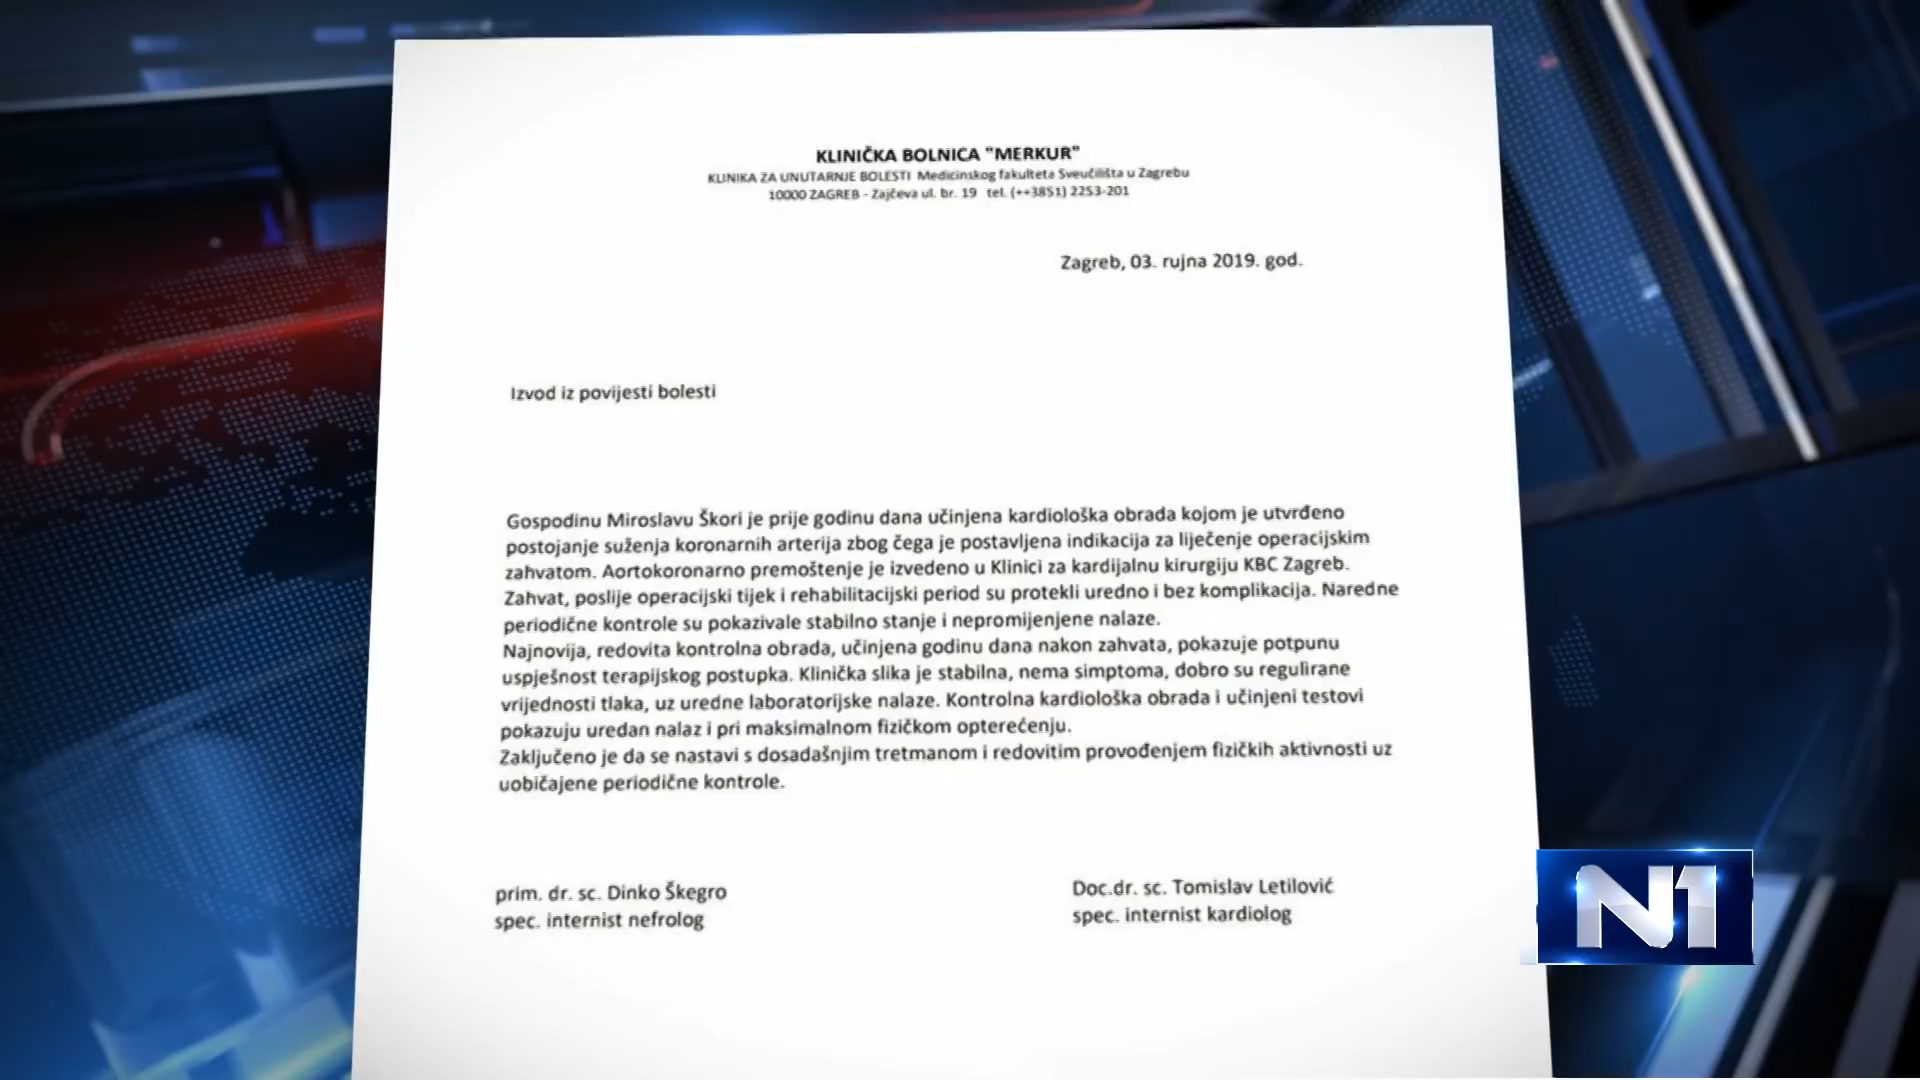 KLINIČKA BOLNICA "MERKUR"
KLINIKA ZA UNUTARNJE BOLESTI Medicinskog fakulteta Sveučilišta u Zagrebu
10000 ZAGREB - Zajčeva ul. br. 19 tel. (++3851) 2253-201
Zagreb, 03. rujna 2019. god.
Izvod iz povijesti bolesti
Gospodinu Miroslavu Škori je prije godinu dana učinjena kardiološka obrada kojom je utvrđeno
postojanje suženja koronarnih arterija zbog čega je postavljena indikacija za liječenje operacijskim
zahvatom. Aortokoronarno premoštenje je izvedeno u Klinici za kardijalnu kirurgiju KBC Zagreb.
Zahvat, poslije operacijski tijek i rehabilitacijski period su protekli uredno i bez komplikacija. Naredne
periodične kontrole su pokazivale stabilno stanje i nepromijenjene nalaze.
Najnovija, redovita kontrolna obrada, učinjena godinu dana nakon zahvata, pokazuje potpunu
uspješnost terapijskog postupka. Klinička slika je stabilna, nema simptoma, dobro su regulirane
vrijednosti tlaka, uz uredne laboratorijske nalaze. Kontrolna kardiološka obrada i učinjeni testovi
pokazuju uredan nalaz i pri maksimalnom fizičkom opterećenju.
Zaključeno je da se nastavi s dosadašnjim tretmanom i redovitim provođenjem fizičkih aktivnosti uz
uobičajene periodične kontrole.
prim. dr. sc. Dinko Škegro
spec. internist nefrolog
Doc.dr. sc. Tomislav Letilović
spec. internist kardiolog
N1